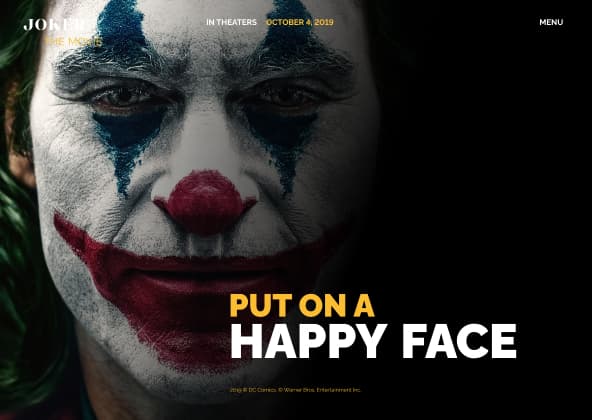 JOKER
THE MOVIE
IN THEATERS OCTOBER 4, 2019
MENU
PUT ON A
HAPPY FACE
2019 © DC Comics. © Warner Bros. Entertainment Inc.